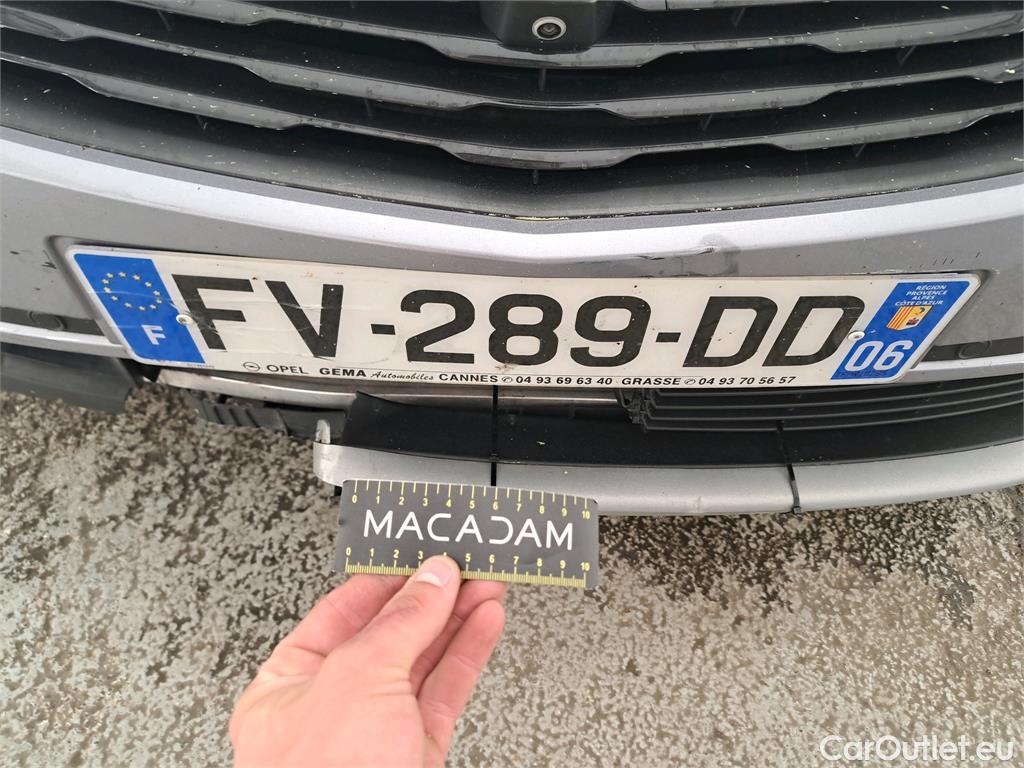 RÉGION
PROVENCE
ALPES
CÔTE D'AZUR
F FV-289-DD 06
OPEL GEMA Automobiles CANNES ✆ 04 93 69 63 40 GRASSE ✆ 04 93 70 56 57
0 1 2 3 4 5 6 7 8 9 10
MACADAM
0 1 2 3 4 5 6 7 8 9 10
CarOutlet.eu